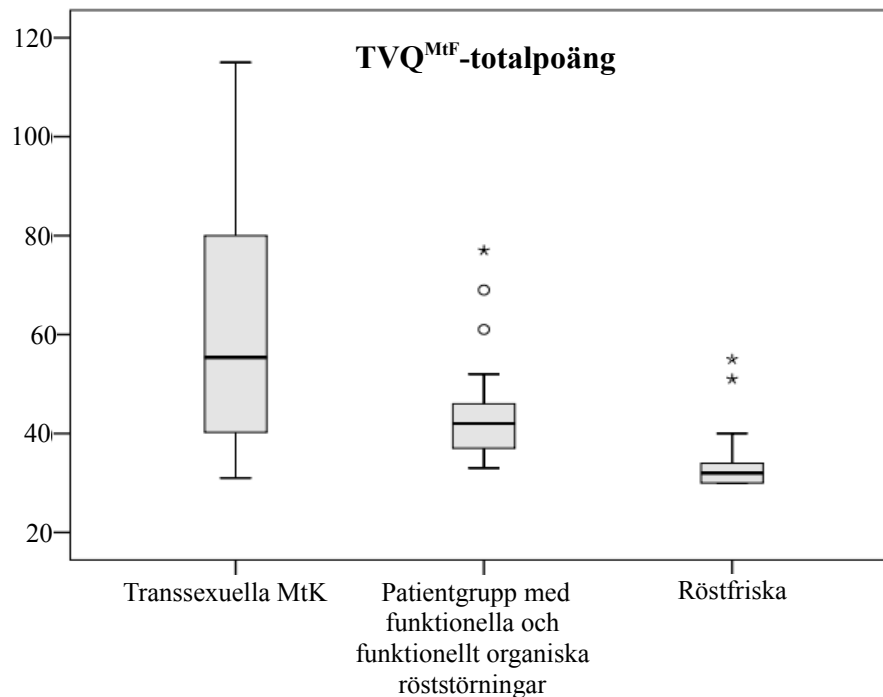 TVQMtF-totalpoäng
120
100
80
60
40
20
Transsexuella MtK
Patientgrupp med
funktionella och
funktionellt organiska
röststörningar
Röstfriska